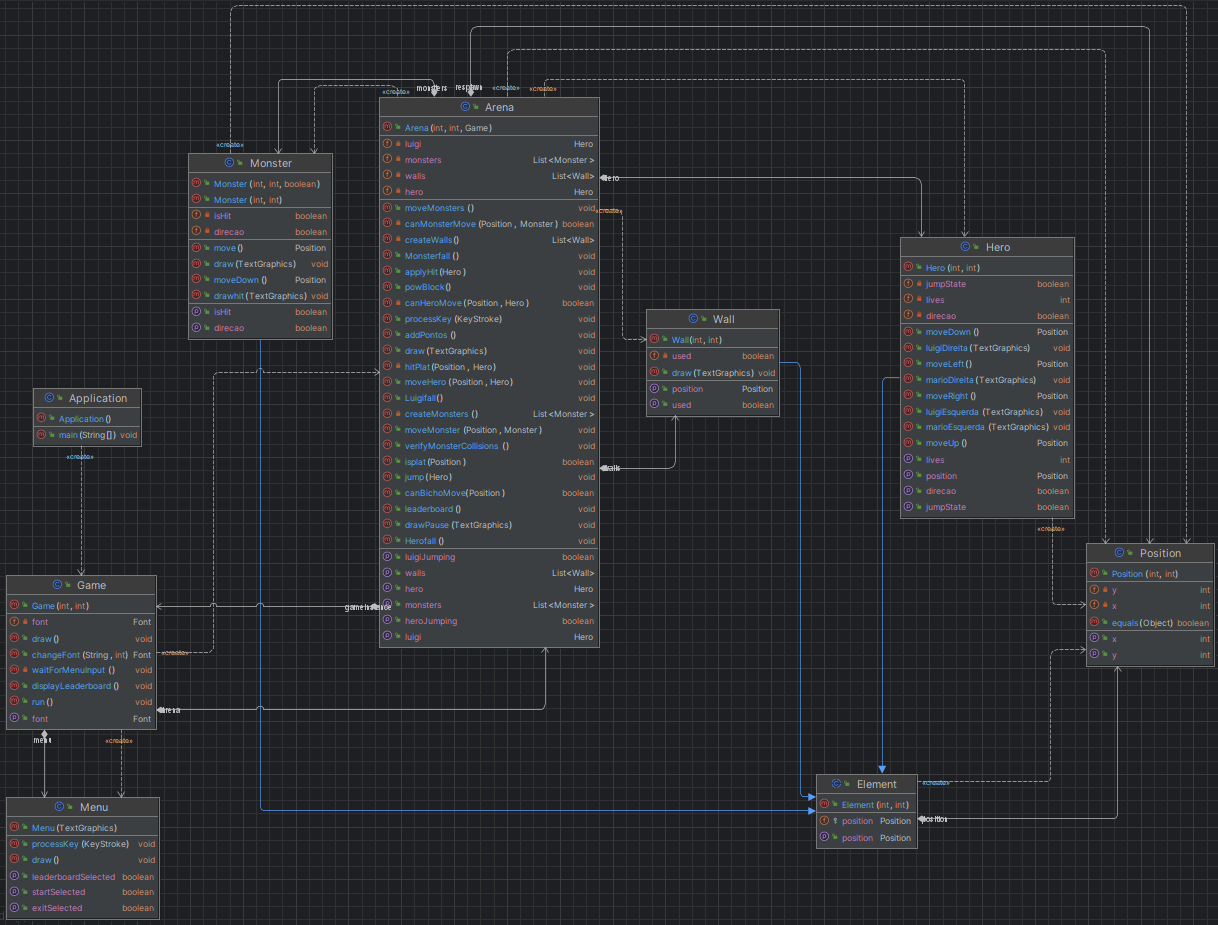 «create»
monsters
respawn
«create»
«create»
«create»
Arena
Arena (int, int, Game)
luigi Hero
monsters List<Monster>
walls List<Wall>
hero Hero
moveMonsters () void
canMonsterMove (Position, Monster) boolean
createWalls() List<Wall>
Monsterfall () void
applyHit(Hero) void
powBlock() void
canHeroMove (Position, Hero) boolean
processKey (KeyStroke) void
addPontos () void
draw (TextGraphics) void
hitPlat (Position, Hero) boolean
moveHero (Position, Hero) void
Luigifall() void
createMonsters () List<Monster>
moveMonster (Position, Monster) void
verifyMonsterCollisions () void
isplat(Position) boolean
jump (Hero) void
canBichoMove(Position) boolean
leaderboard () void
drawPause (TextGraphics) void
Herofall () void
luigiJumping boolean
walls List<Wall>
hero Hero
monsters List<Monster>
heroJumping boolean
luigi Hero
Monster
Monster (int, int, boolean)
Monster (int, int)
isHit boolean
direcao boolean
move () Position
draw (TextGraphics) void
moveDown () Position
drawhit (TextGraphics) void
isHit boolean
direcao boolean
hero
«create»
Hero
Hero (int, int)
jumpState boolean
lives int
direcao boolean
moveDown () Position
luigiDireita (TextGraphics) void
moveLeft () Position
marioDireita (TextGraphics) void
moveRight () Position
luigiEsquerda (TextGraphics) void
marioEsquerda (TextGraphics) void
moveUp () Position
lives int
position Position
direcao boolean
jumpState boolean
«create»
Wall
Wall(int, int)
used boolean
draw (TextGraphics) void
position Position
used boolean
walls
Application
Application ()
main (String[]) void
«create»
Position
Position (int, int)
y int
x int
equals (Object) boolean
x int
y int
Game
Game (int, int)
font Font
draw () void
changeFont (String, int) Font
waitForMenuInput () void
displayLeaderboard () void
run () void
font Font
gameInstance
«create»
arena
menu
«create»
Menu
Menu (TextGraphics)
processKey (KeyStroke) void
draw () void
leaderboardSelected boolean
startSelected boolean
exitSelected boolean
Element
Element (int, int)
position Position
position Position
«create»
position